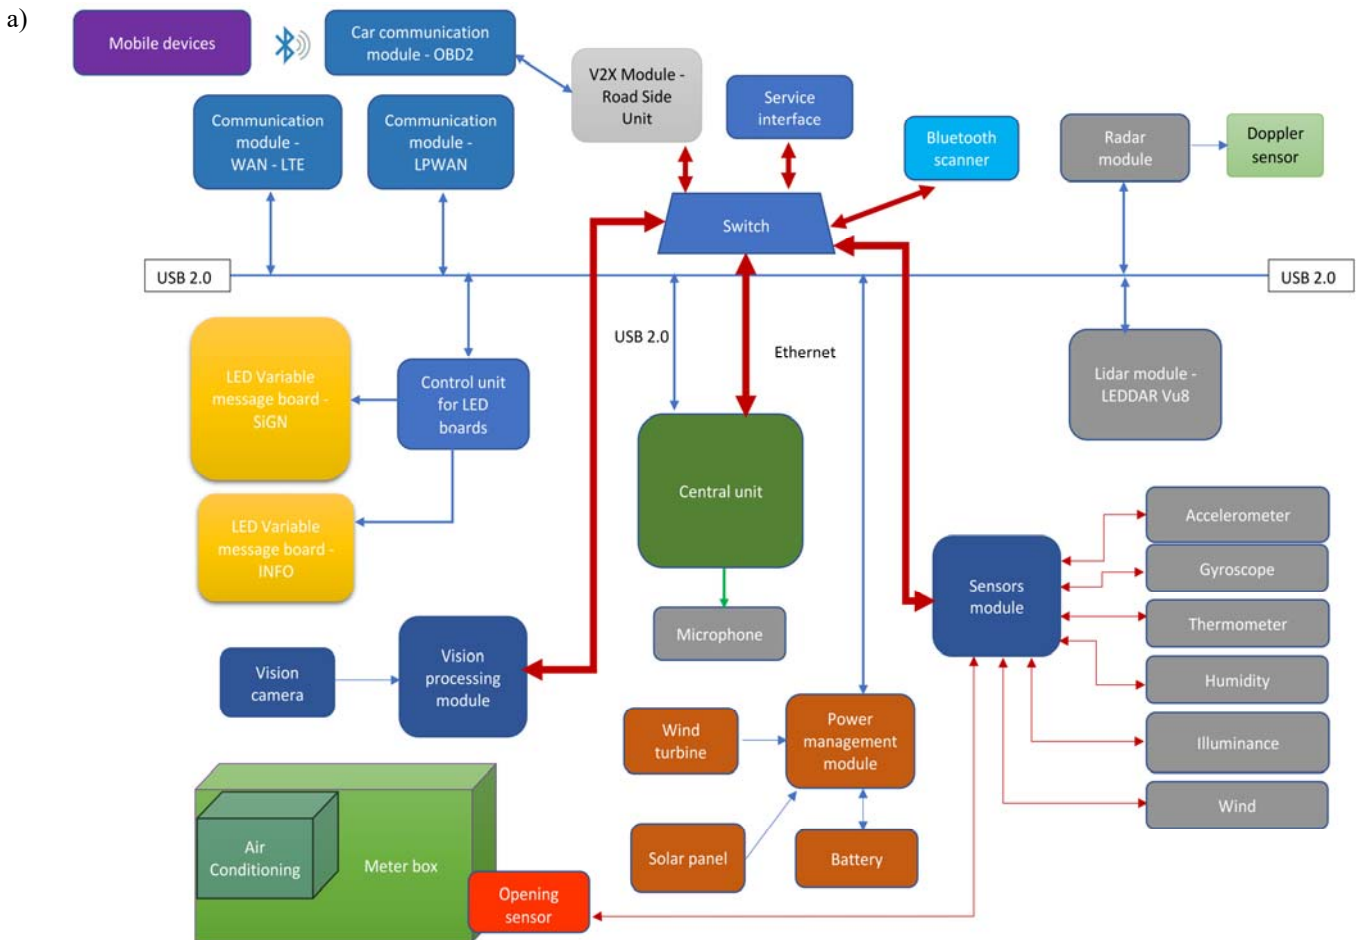 a)
Mobile devices
Car communication
module - OBD2
V2X Module -
Road Side
Unit
Service
interface
Communication
module -
WAN - LTE
Communication
module -
LPWAN
Bluetooth
scanner
Radar
module
Doppler
sensor
Switch
USB 2.0
USB 2.0
USB 2.0
Ethernet
LED Variable
message board -
SiGN
Control unit
for LED
boards
Lidar module -
LEDDAR Vu8
Central unit
LED Variable
message board -
INFO
Accelerometer
Gyroscope
Sensors
module
Thermometer
Microphone
Vision
camera
Vision
processing
module
Humidity
Wind
turbine
Power
management
module
Illuminance
Wind
Air
Conditioning
Meter box
Solar panel
Battery
Opening
sensor